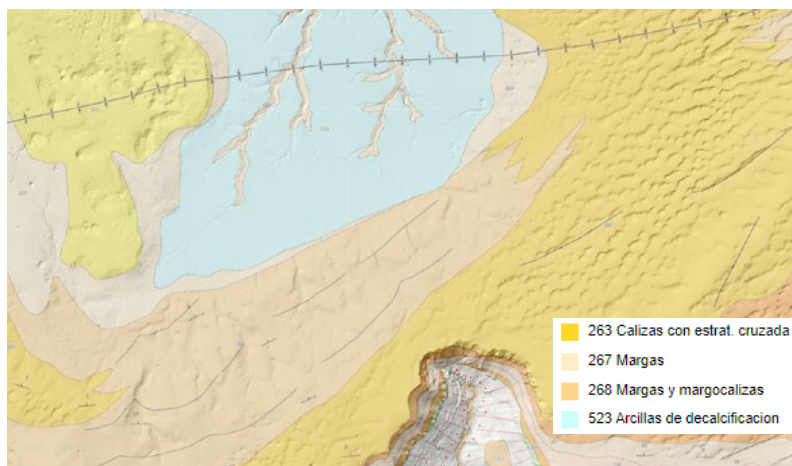 263 Calizas con estrat. cruzada
267 Margas
268 Margas y margocalizas
523 Arcillas de decalcificacion